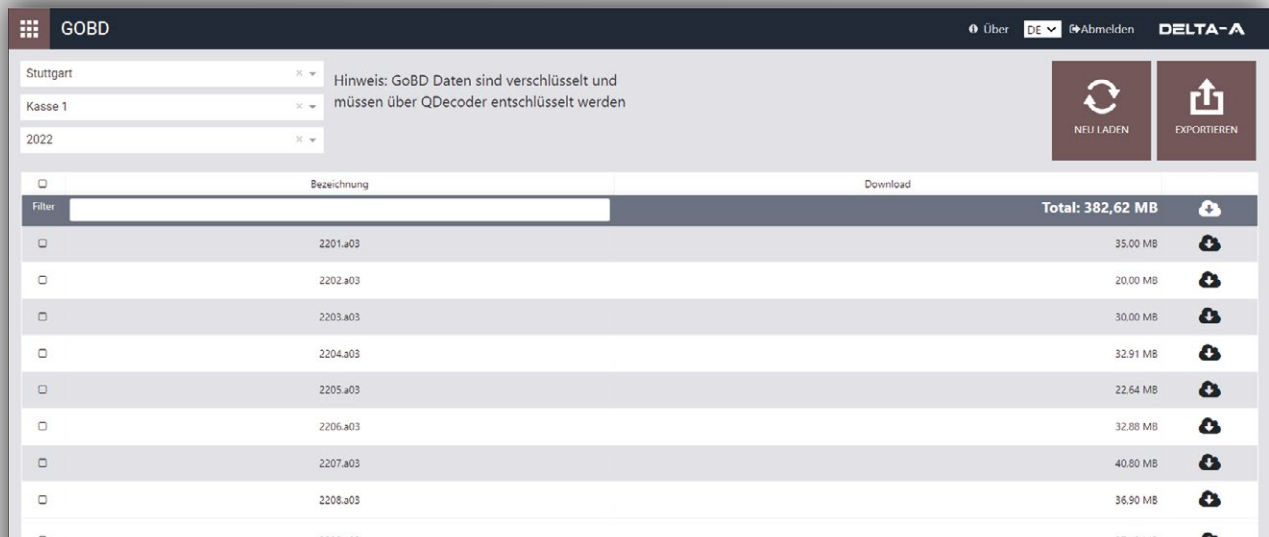 GOBD
Über DE Abmelden DELTA-A
Stuttgart
Kasse 1
2022
Hinweis: GoBD Daten sind verschlüsselt und
müssen über QDecoder entschlüsselt werden
NEU LADEN
EXPORTIEREN
Bezeichnung Download
Filter Total: 382,62 MB
2201.a03 35,00 MB
2202.a03 20,00 MB
2203.a03 30,00 MB
2204.a03 32,91 MB
2205.a03 22,64 MB
2206.a03 32,88 MB
2207.a03 40,80 MB
2208.a03 36,90 MB